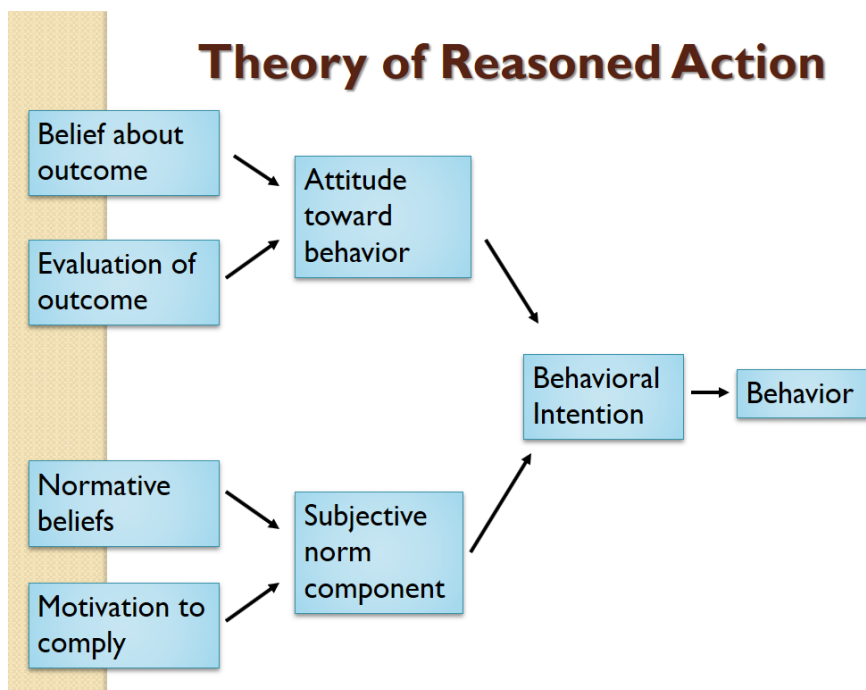 Theory of Reasoned Action
Belief about
outcome
Evaluation of
outcome
Attitude
toward
behavior
Normative
beliefs
Motivation to
comply
Subjective
norm
component
Behavioral
Intention
Behavior